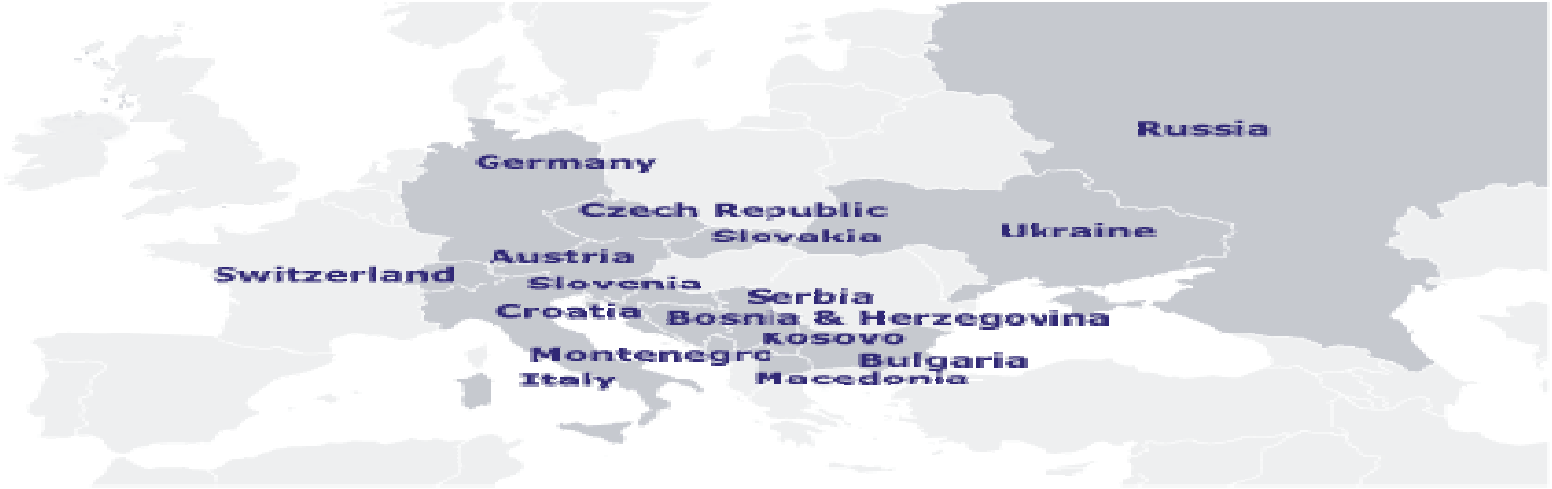 Russia
Germany
Czech Republic
Ukraine
Slovakia
Austria
Switzerland
Slovenia
Serbia
Croatia
Bosnia & Herzegovina
Kosovo
Montenegro
Bulgaria
Italy
Macedonia